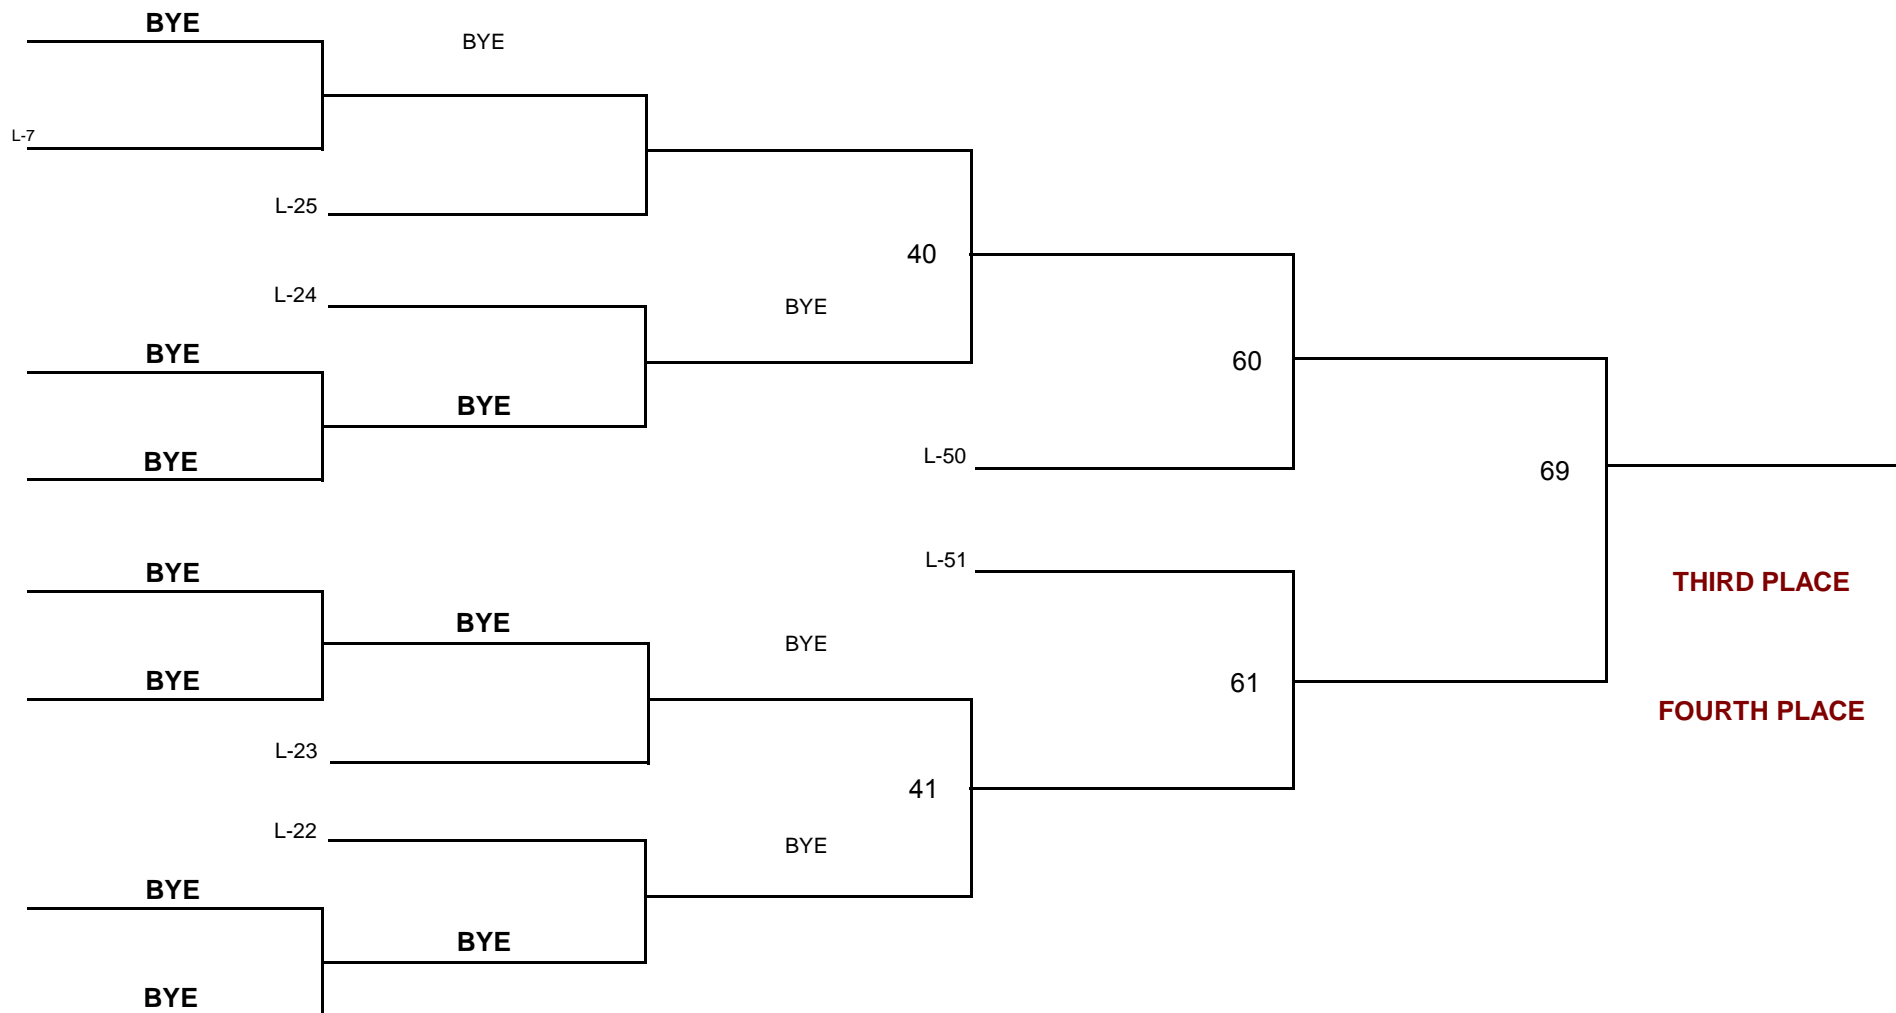 BYE
BYE
L-7
L-25
40
L-24
BYE
BYE
60
BYE
L-50
BYE
69
L-51
BYE
THIRD PLACE
BYE
BYE
BYE
61
FOURTH PLACE
L-23
41
L-22
BYE
BYE
BYE
BYE